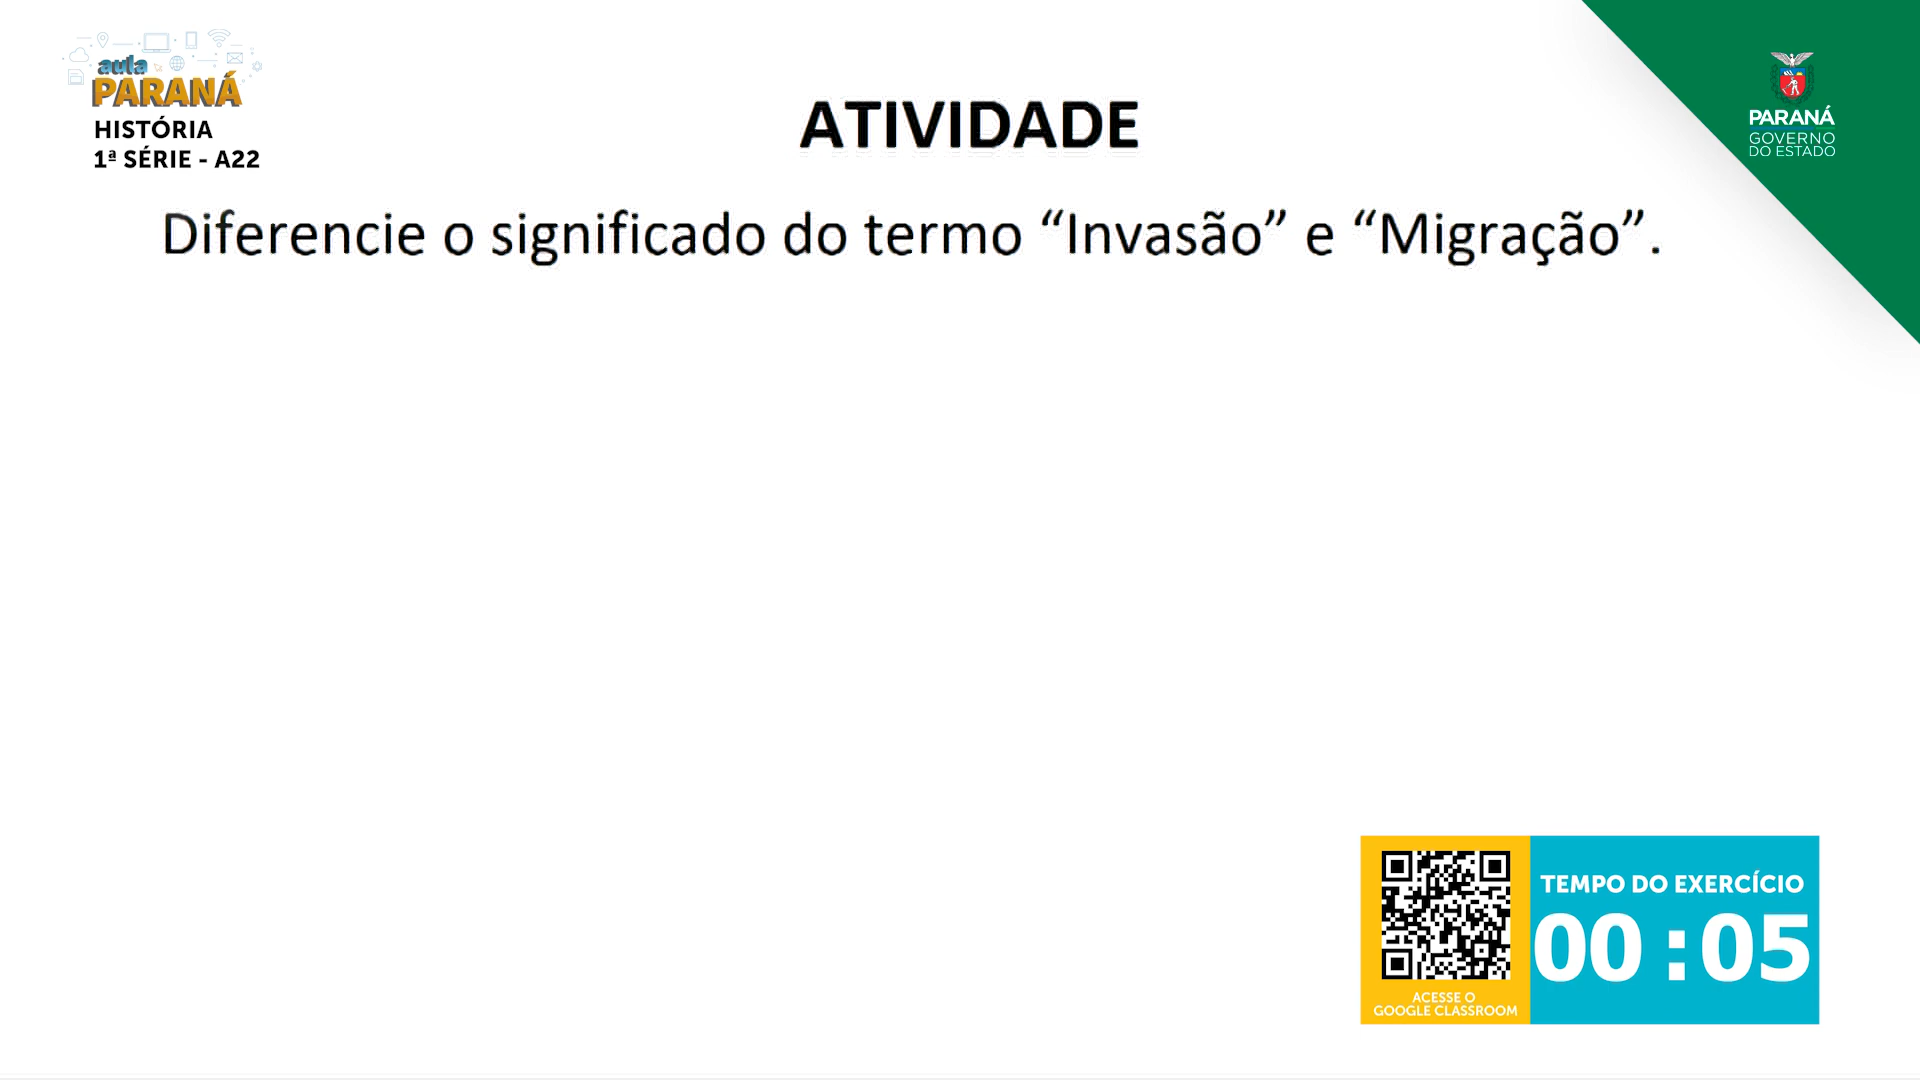 aula
PARANÁ
HISTÓRIA
1ª SÉRIE - A22
ATIVIDADE
PARANÁ
GOVERNO
DO ESTADO
Diferencie o significado do termo “Invasão” e “Migração”.
TEMPO DO EXERCÍCIO
00:05
ACESSE O
GOOGLE CLASSROOM